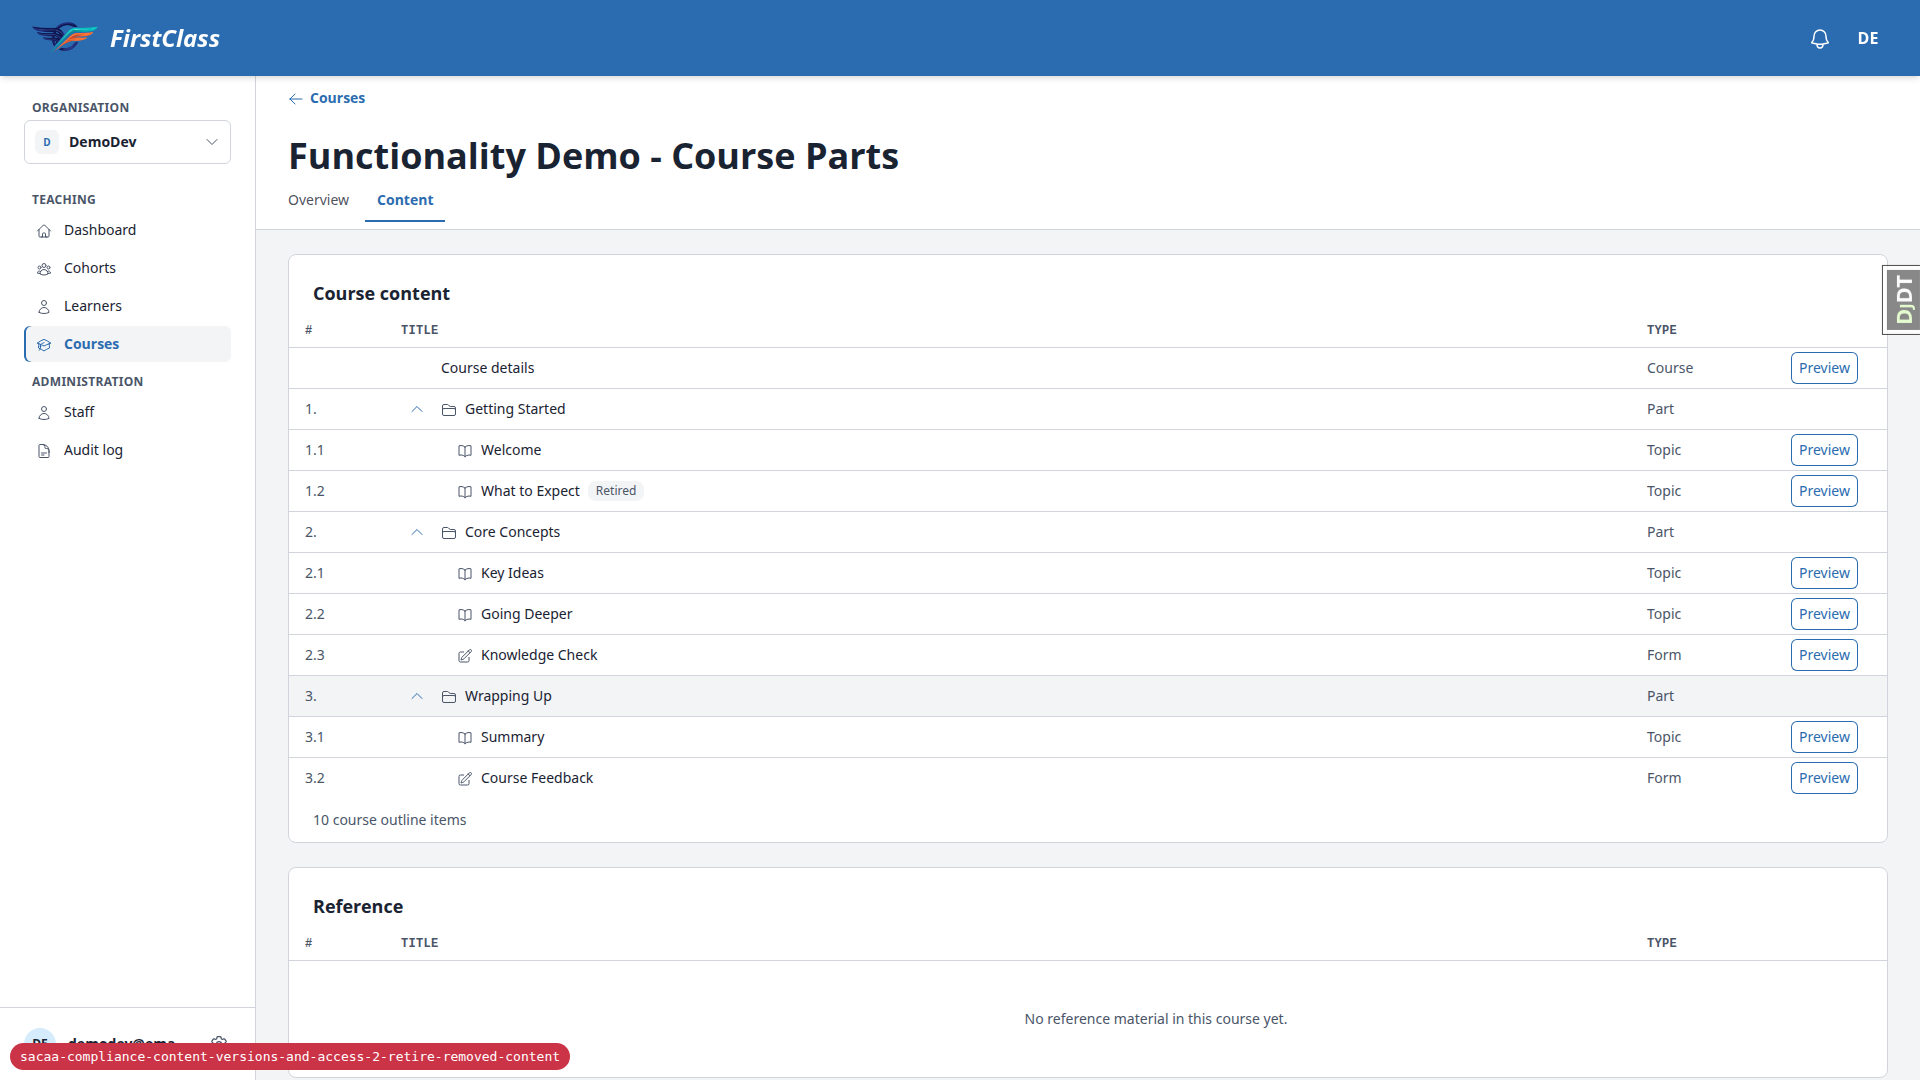 FirstClass
DE
ORGANISATION
D DemoDev
TEACHING
Dashboard
Cohorts
Learners
Courses
ADMINISTRATION
Staff
Audit log
Courses
Functionality Demo - Course Parts
Overview Content
Course content
# TITLE TYPE
Course details Course Preview
1. Getting Started Part
1.1 Welcome Topic Preview
1.2 What to Expect Retired Topic Preview
2. Core Concepts Part
2.1 Key Ideas Topic Preview
2.2 Going Deeper Topic Preview
2.3 Knowledge Check Form Preview
3. Wrapping Up Part
3.1 Summary Topic Preview
3.2 Course Feedback Form Preview
10 course outline items
Reference
# TITLE TYPE
No reference material in this course yet.
DjDT
DE demodev@ema
sacaa-compliance-content-versions-and-access-2-retire-removed-content